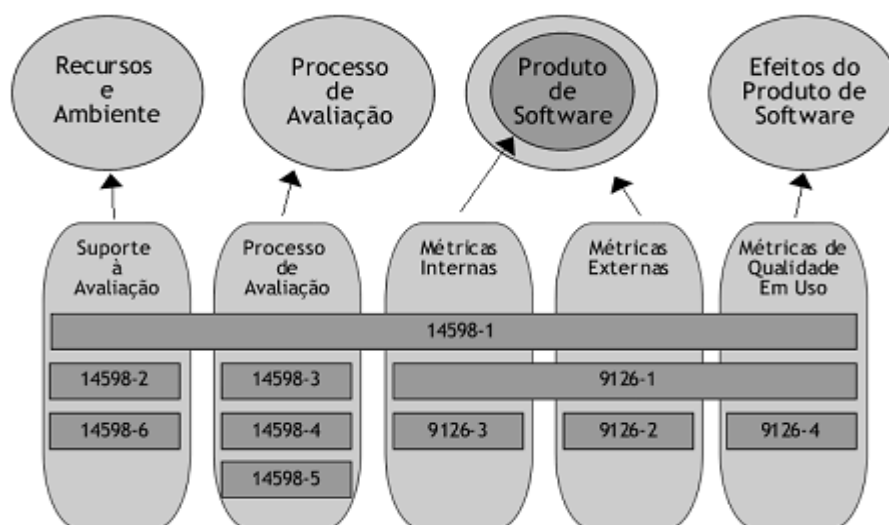 Recursos
e
Ambiente
Processo
de
Avaliação
Produto
de
Software
Efeitos do
Produto de
Software
Suporte
à
Avaliação
Processo
de
Avaliação
Métricas
Internas
Métricas
Externas
Métricas de
Qualidade
Em Uso
14598-1
14598-2
14598-3
9126-1
14598-6
14598-4
9126-3
9126-2
9126-4
14598-5